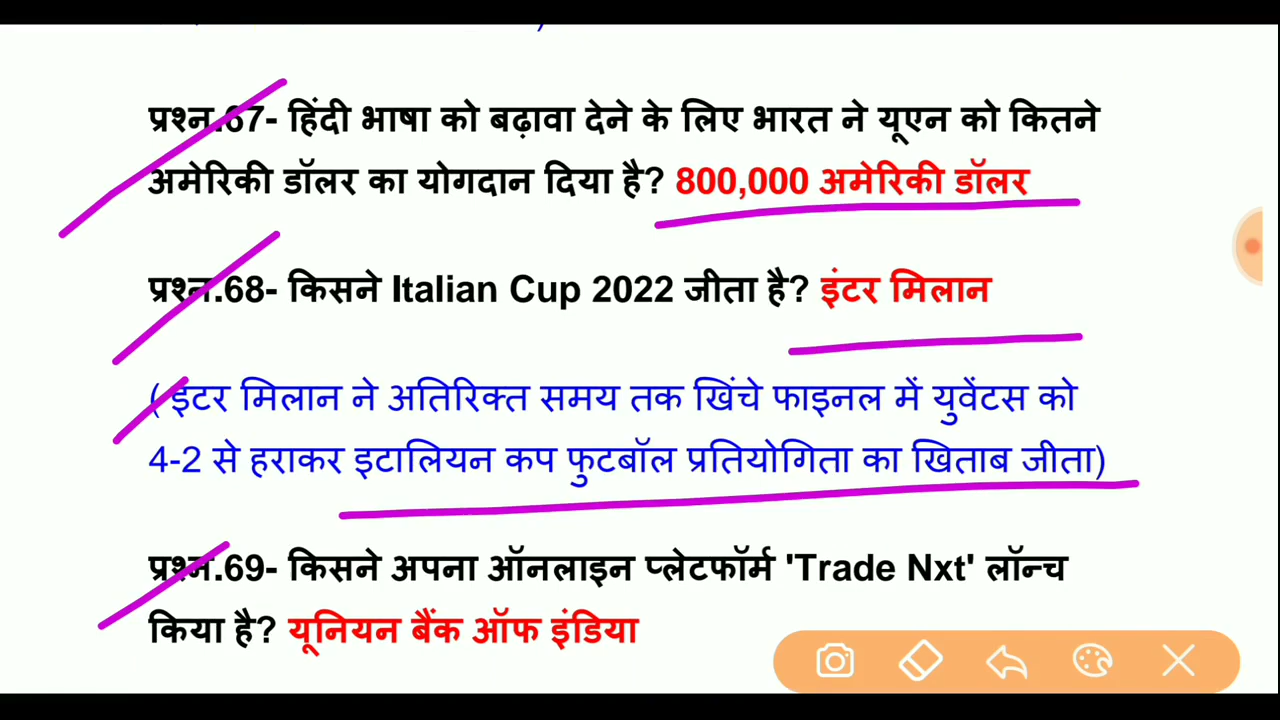 प्रश्न.67- हिंदी भाषा को बढ़ावा देने के लिए भारत ने यूएन को कितने
अमेरिकी डॉलर का योगदान दिया है? 800,000 अमेरिकी डॉलर
प्रश्न.68- किसने Italian Cup 2022 जीता है? इंटर मिलान
( इंटर मिलान ने अतिरिक्त समय तक खिंचे फाइनल में युवेंटस को
4-2 से हराकर इटालियन कप फुटबॉल प्रतियोगिता का खिताब जीता)
प्रश्न.69- किसने अपना ऑनलाइन प्लेटफॉर्म 'Trade Nxt' लॉन्च
किया है? यूनियन बैंक ऑफ इंडिया